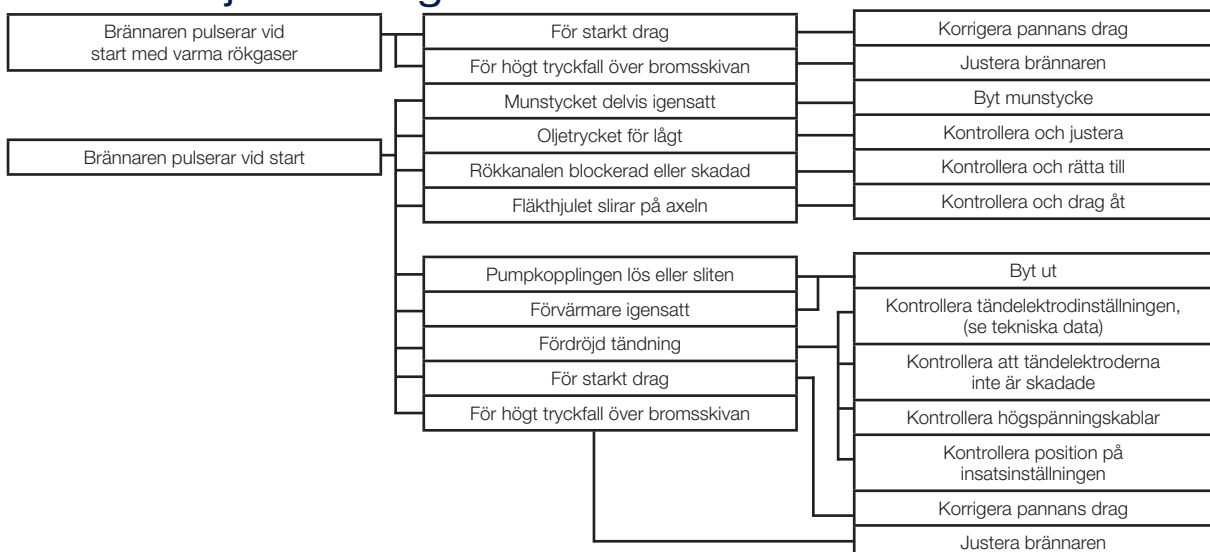 Brännaren pulserar vid
start med varma rökgaser
För starkt drag
Korrigera pannans drag
För högt tryckfall över bromsskivan
Justera brännaren
Brännaren pulserar vid start
Munstycket delvis igensatt
Byt munstycke
Oljetrycket för lågt
Kontrollera och justera
Rökkanalen blockerad eller skadad
Kontrollera och rätta till
Fläkthjulet slirar på axeln
Kontrollera och drag åt
Pumpkopplingen lös eller sliten
Byt ut
Förvärmare igensatt
Fördröjd tändning
Kontrollera tändelektrodinställningen,
(se tekniska data)
Kontrollera att tändelektroderna
inte är skadade
Kontrollera högspänningskablar
Kontrollera position på
insatsinställningen
För starkt drag
Korrigera pannans drag
För högt tryckfall över bromsskivan
Justera brännaren